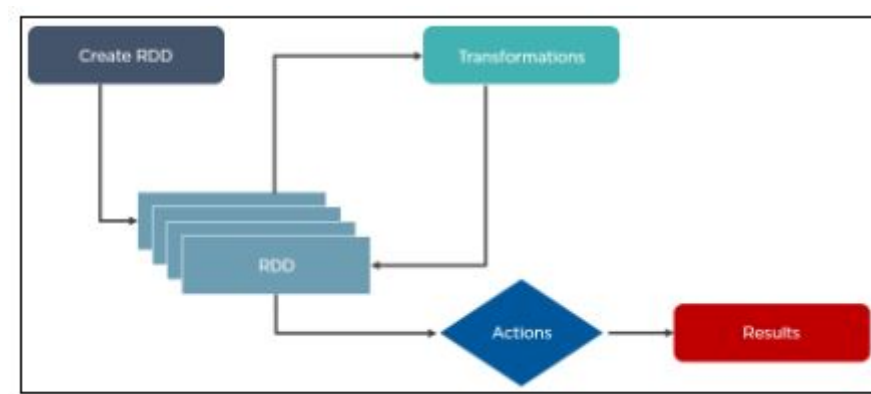 Create RDD
Transformations
RDD
Actions
Results